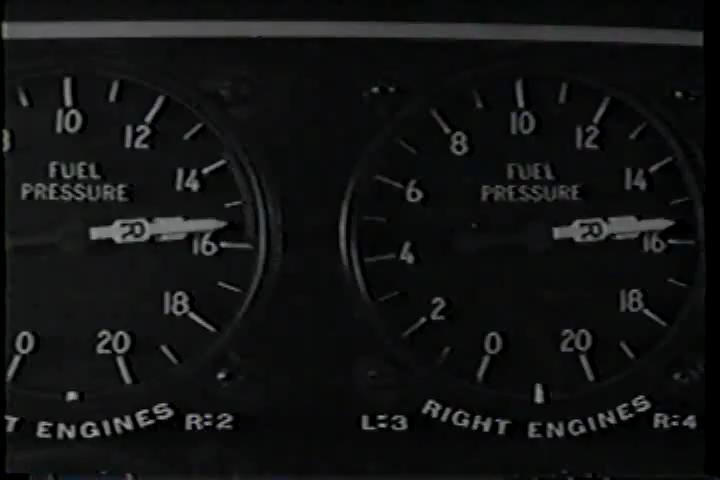 10
12
14
16
18
20
0
FUEL
PRESSURE
20
T ENGINES
R:2
0
2
4
6
8
10
12
14
16
18
20
FUEL
PRESSURE
20
L:3
RIGHT ENGINES
R:4